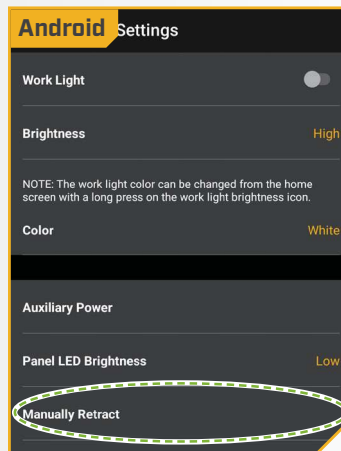 Android Settings
Work Light
Brightness High
NOTE: The work light color can be changed from the home
screen with a long press on the work light brightness icon.
Color White
Auxiliary Power
Panel LED Brightness Low
Manually Retract